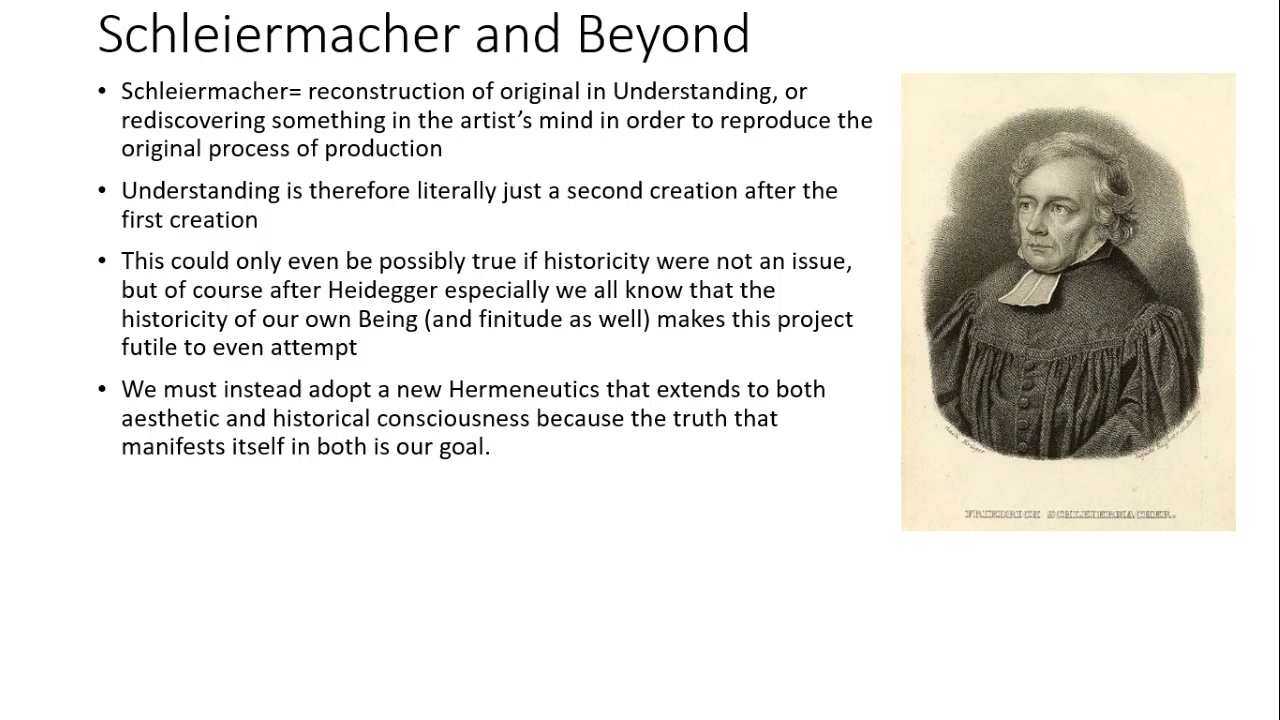 Schleiermacher and Beyond
• Schleiermacher= reconstruction of original in Understanding, or
rediscovering something in the artist’s mind in order to reproduce the
original process of production
• Understanding is therefore literally just a second creation after the
first creation
• This could only even be possibly true if historicity were not an issue,
but of course after Heidegger especially we all know that the
historicity of our own Being (and finitude as well) makes this project
futile to even attempt
• We must instead adopt a new Hermeneutics that extends to both
aesthetic and historical consciousness because the truth that
manifests itself in both is our goal.
FRIEDRICH SCHLEIERMACHER.